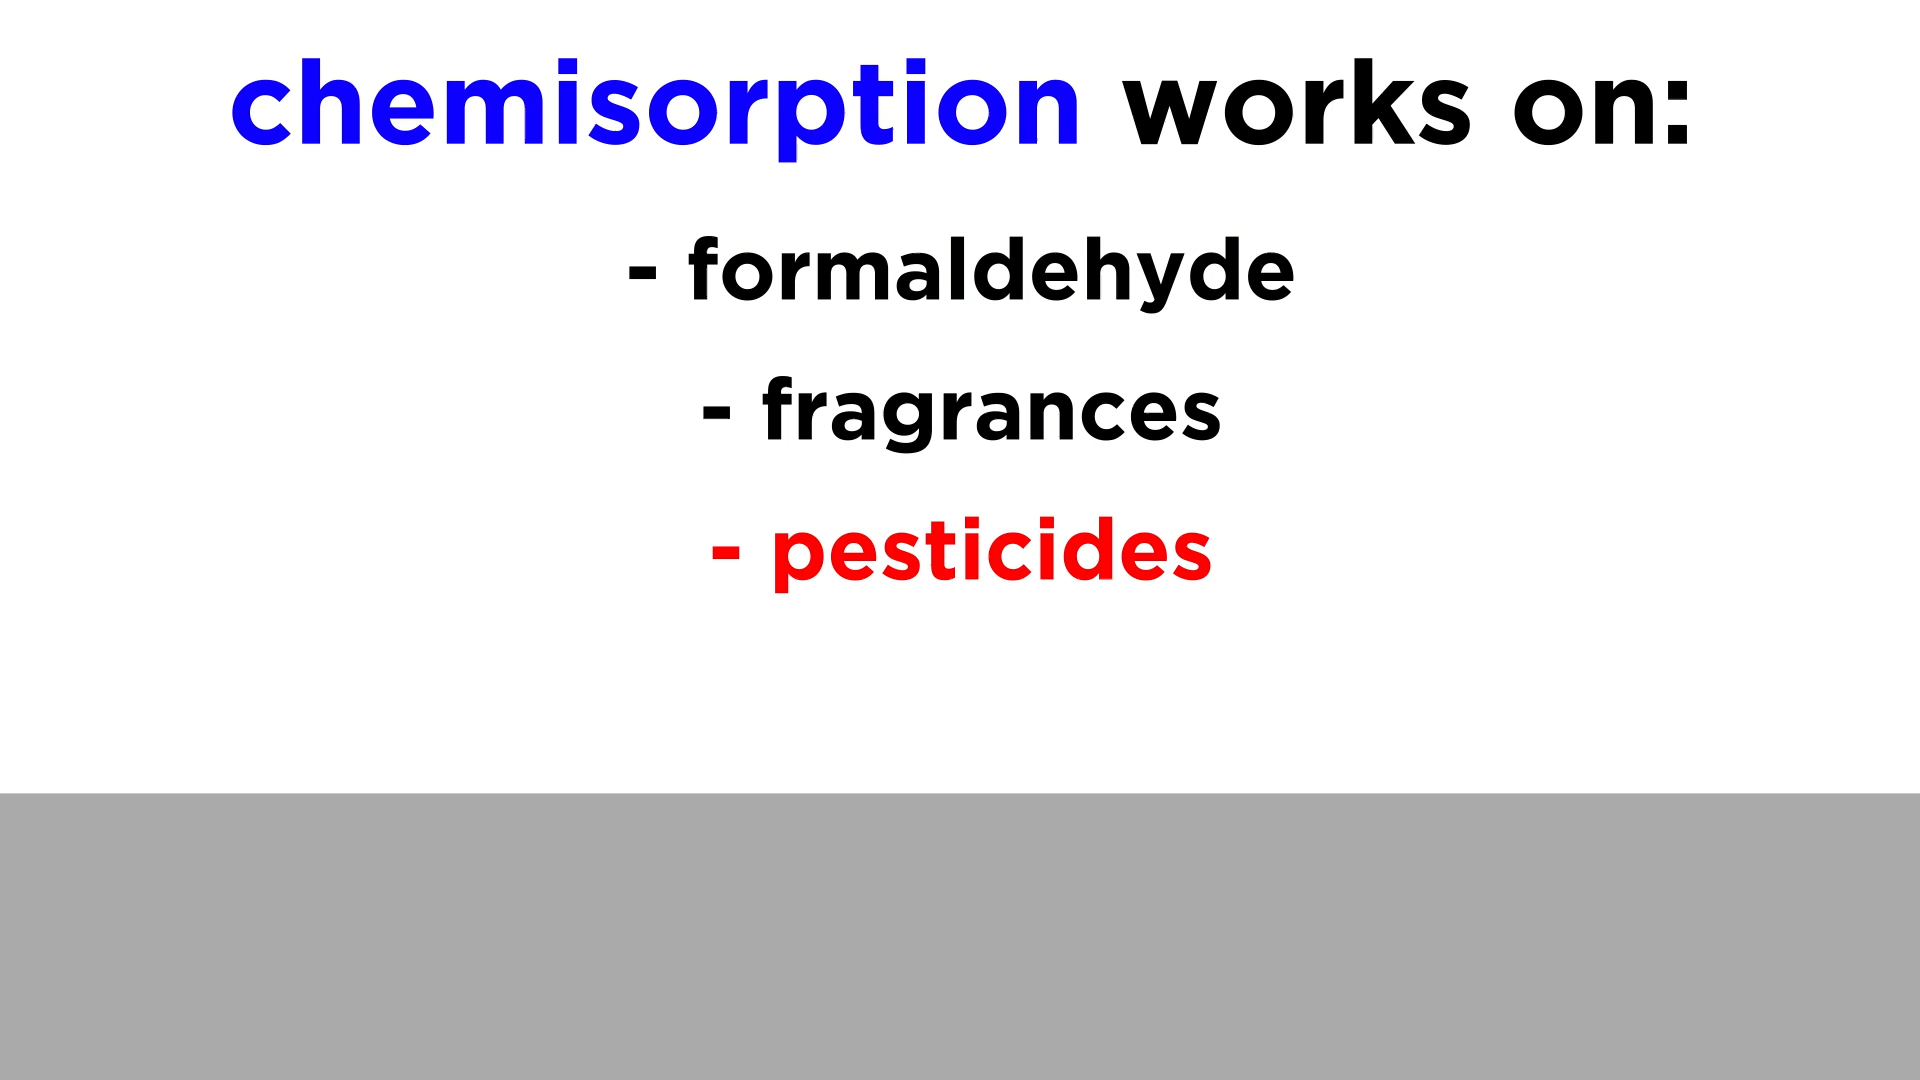 chemisorption works on:
- formaldehyde
- fragrances
- pesticides